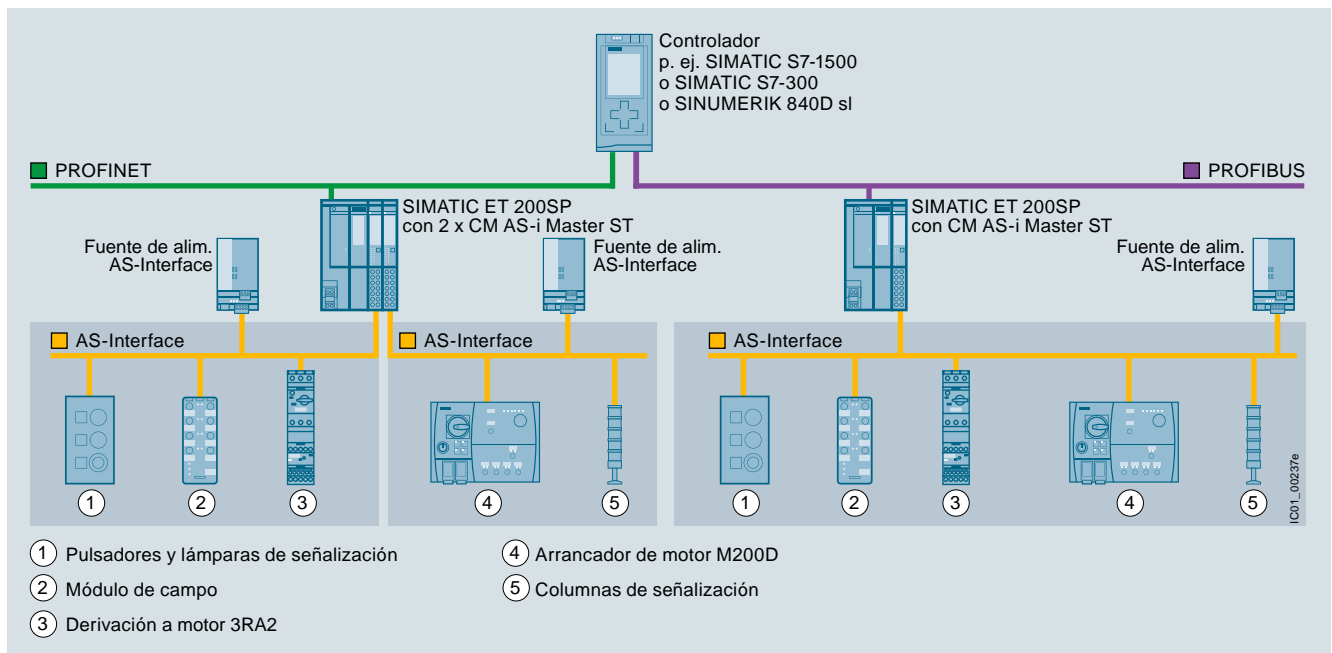 Controlador
p. ej. SIMATIC S7-1500
o SIMATIC S7-300
o SINUMERIK 840D sl
PROFINET
PROFIBUS
SIMATIC ET 200SP
con 2 x CM AS-i Master ST
SIMATIC ET 200SP
con CM AS-i Master ST
Fuente de alim.
AS-Interface
Fuente de alim.
AS-Interface
Fuente de alim.
AS-Interface
AS-Interface
AS-Interface
AS-Interface
1
2
3
4
5
1
2
3
4
5
IC01_00237e
1 Pulsadores y lámparas de señalización
2 Módulo de campo
3 Derivación a motor 3RA2
4 Arrancador de motor M200D
5 Columnas de señalización